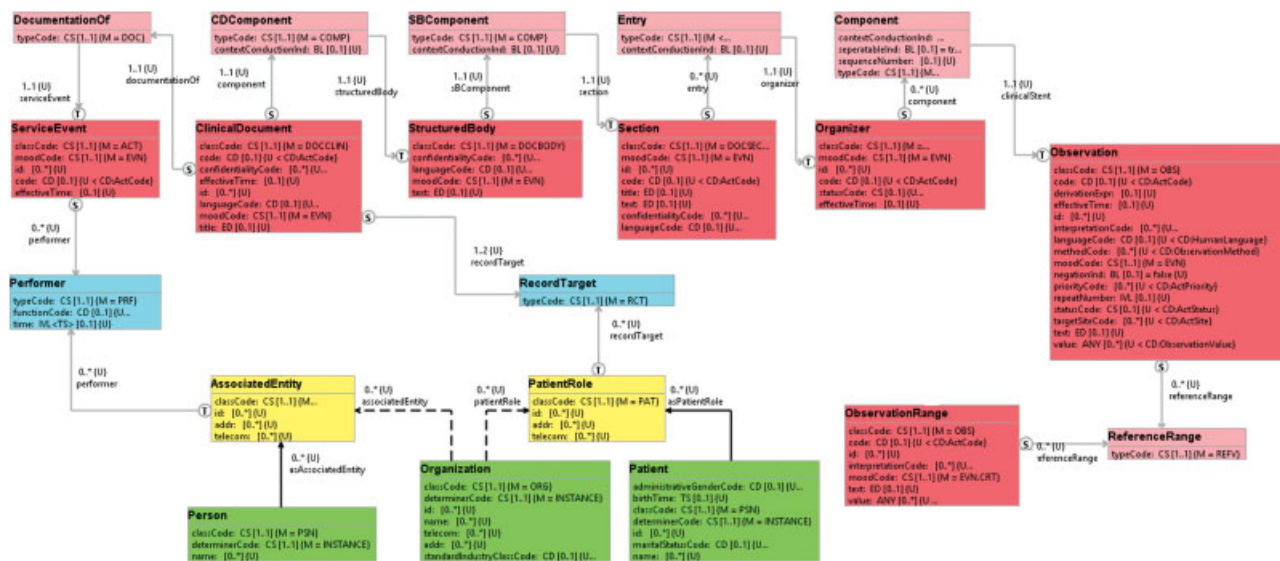 DocumentationOf
typeCode: CS [1..1] {M = DOC}
CDComponent
typeCode: CS [1..1] {M = COMP}
contextConductionInd: BL [0..1] {U}
SBComponent
typeCode: CS [1..1] {M = COMP}
contextConductionInd: BL [0..1] {U}
Entry
typeCode: CS [1..1] {M <...
contextConductionInd: BL [0..1] {U}
Component
contextConductionInd: ...
seperatableInd: BL [0..1] = tr...
sequenceNumber: [0..1] {U}
typeCode: CS [1..1] {M...
1..1 {U}
serviceEvent
1..1 {U}
documentationOf
1..1 {U}
component
1..1 {U}
structuredBody
1..1 {U}
sBComponent
1..1 {U}
section
0..* {U}
entry
1..1 {U}
organizer
0..* {U}
component
1..1 {U}
clinicalStent
T
S
S
S
S
S
T
T
T
T
ServiceEvent
classCode: CS [1..1] {M = ACT}
moodCode: CS [1..1] {M = EVN}
id: [0..*] {U}
code: CD [0..1] {U < CD:ActCode}
effectiveTime: [0..1] {U}
ClinicalDocument
classCode: CS [1..1] {M = DOCCLIN}
code: CD [0..1] {U < CD:ActCode}
confidentialityCode: [0..*] {U...
effectiveTime: [0..1] {U}
id: [0..*] {U}
languageCode: CD [0..1] {U...
moodCode: CS [1..1] {M = EVN}
title: ED [0..1] {U}
StructuredBody
classCode: CS [1..1] {M = DOCBODY}
confidentialityCode: [0..*] {U...
languageCode: CD [0..1] {U...
moodCode: CS [1..1] {M = EVN}
text: ED [0..1] {U}
Section
classCode: CS [1..1] {M = DOCSEC...
moodCode: CS [1..1] {M = EVN}
id: [0..*] {U}
code: CD [0..1] {U < CD:ActCode}
title: ED [0..1] {U}
text: ED [0..1] {U}
confidentialityCode: [0..*] {U...
languageCode: CD [0..1] {U...
Organizer
classCode: CS [1..1] {M =...
moodCode: CS [1..1] {M = EVN}
id: [0..*] {U}
code: CD [0..1] {U < CD:ActCode}
statusCode: CS [0..1] {U...
effectiveTime: [0..1] {U}
Observation
classCode: CS [1..1] {M = OBS}
code: CD [0..1] {U < CD:ActCode}
derivationExpr: [0..1] {U}
effectiveTime: [0..1] {U}
id: [0..*] {U}
interpretationCode: [0..*] {U...
languageCode: CD [0..1] {U < CD:HumanLanguage}
methodCode: [0..*] {U < CD:ObservationMethod}
moodCode: CS [1..1] {M = EVN}
negationInd: BL [0..1] = false {U}
priorityCode: [0..*] {U < CD:ActPriority}
repeatNumber: IVL [0..1] {U}
statusCode: CS [0..1] {U < CD:ActStatus}
targetSiteCode: [0..*] {U < CD:ActSite}
text: ED [0..1] {U}
value: ANY [0..*] {U < CD:ObservationValue}
S
S
S
0..* {U}
performer
1..2 {U}
recordTarget
Performer
typeCode: CS [1..1] {M = PRF}
functionCode: CD [0..1] {U...
time: IVL<TS> [0..1] {U}
RecordTarget
typeCode: CS [1..1] {M = RCT}
0..* {U}
performer
0..* {U}
recordTarget
S
0..* {U}
referenceRange
T
T
AssociatedEntity
classCode: CS [1..1] {M...
id: [0..*] {U}
addr: [0..*] {U}
telecom: [0..*] {U}
0..* {U}
associatedEntity
0..* {U}
patientRole
PatientRole
classCode: CS [1..1] {M = PAT}
id: [0..*] {U}
addr: [0..*] {U}
telecom: [0..*] {U}
0..* {U}
asPatientRole
ObservationRange
classCode: CS [1..1] {M = OBS}
code: CD [0..1] {U < CD:ActCode}
id: [0..*] {U}
interpretationCode: [0..*] {U...
moodCode: CS [1..1] {M = EVN.CRT}
text: ED [0..1] {U}
value: ANY [0..*] {U ...
S
0..* {U}
referenceRange
ReferenceRange
typeCode: CS [1..1] {M = REFV}
0..* {U}
asAssociatedEntity
Organization
classCode: CS [1..1] {M = ORG}
determinerCode: CS [1..1] {M = INSTANCE}
id: [0..*] {U}
name: [0..*] {U}
telecom: [0..*] {U}
addr: [0..*] {U}
standardIndustryClassCode: CD [0..1] {U...
Patient
administrativeGenderCode: CD [0..1] {U...
birthTime: TS [0..1] {U}
classCode: CS [1..1] {M = PSN}
determinerCode: CS [1..1] {M = INSTANCE}
id: [0..*] {U}
maritalStatusCode: CD [0..1] {U...
name: [0..*] {U}
Person
classCode: CS [1..1] {M = PSN}
determinerCode: CS [1..1] {M = INSTANCE}
name: [0..*] {U}